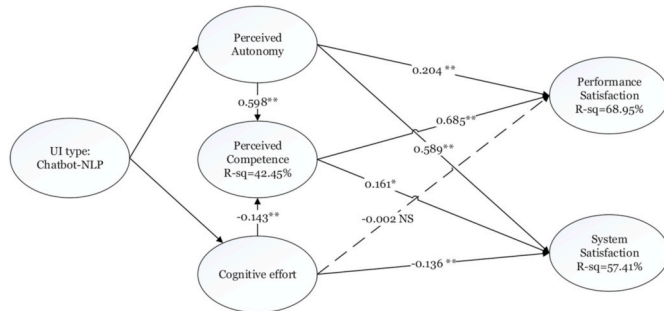 Perceived
Autonomy
0.204 **
Performance
Satisfaction
R-sq=68.95%
0.598**
UI type:
Chatbot-NLP
Perceived
Competence
R-sq=42.45%
0.685**
0.589**
0.161*
-0.143**
-0.002 NS
Cognitive effort
-0.136 **
System
Satisfaction
R-sq=57.41%